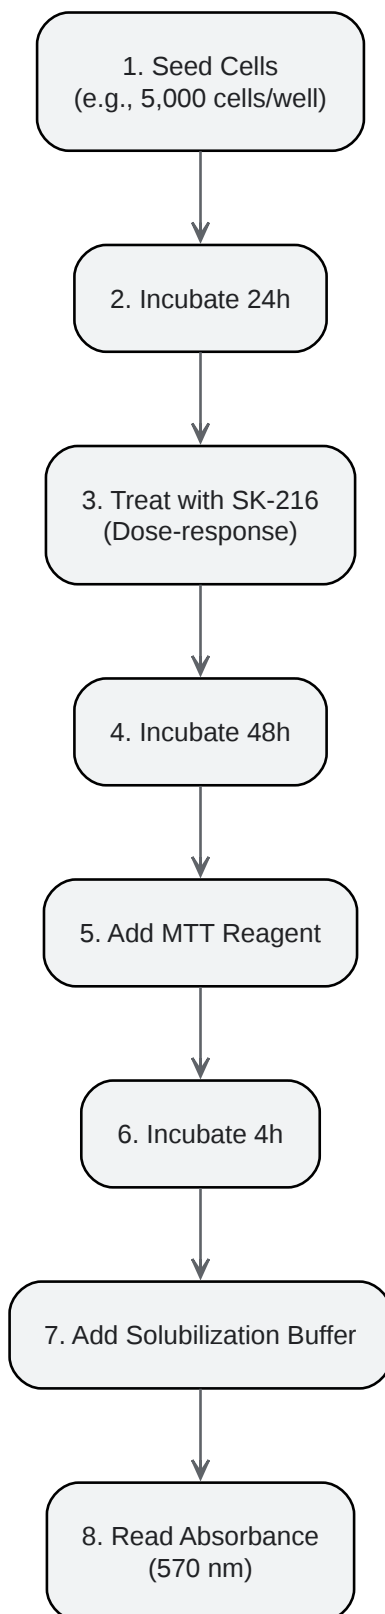 1. Seed Cells
(e.g., 5,000 cells/well)
2. Incubate 24h
3. Treat with SK-216
(Dose-response)
4. Incubate 48h
5. Add MTT Reagent
6. Incubate 4h
7. Add Solubilization Buffer
8. Read Absorbance
(570 nm)